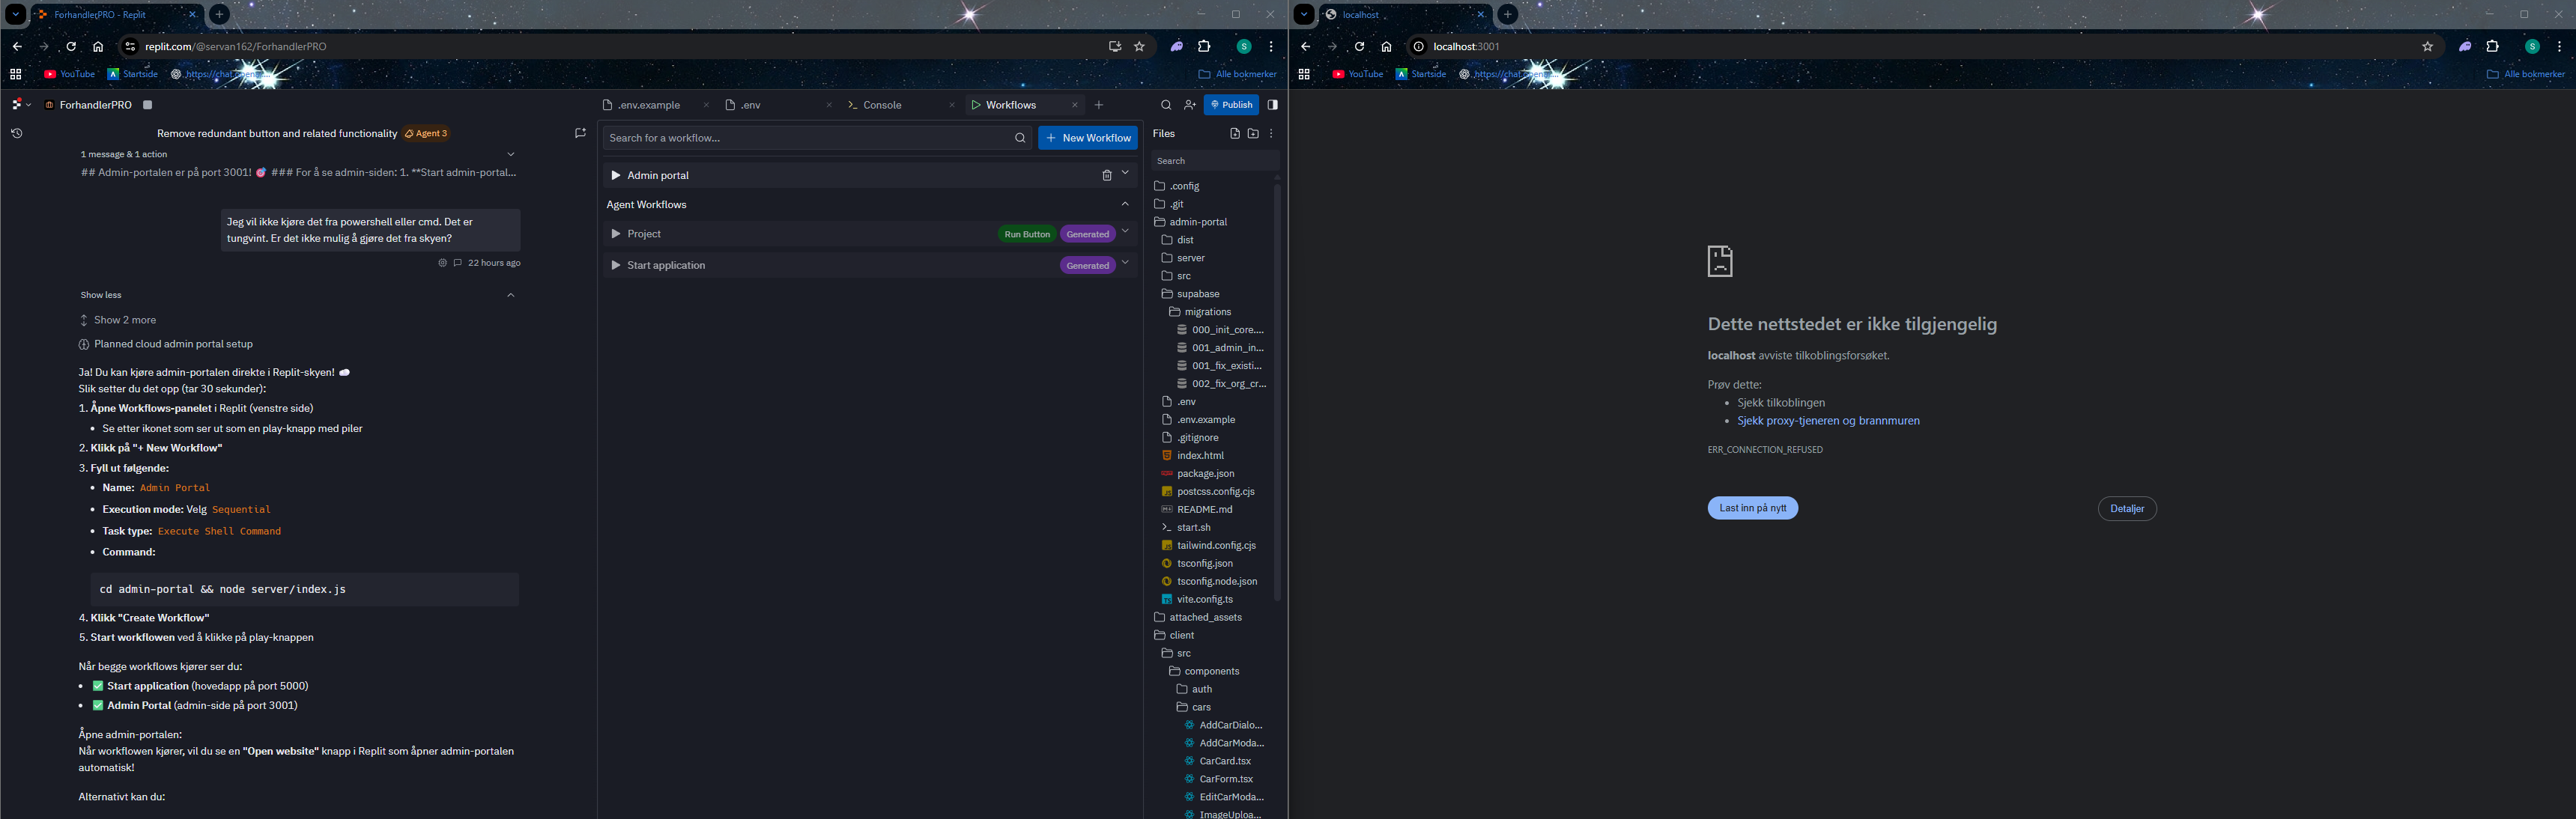 ForhandlerPRO - Replit
replit.com/@servan162/ForhandlerPRO
YouTube
Startside
https://chat.openai....
Alle bokmerker
ForhandlerPRO
.env.example
.env
Console
Workflows
Publish
Remove redundant button and related functionality
Agent 3
1 message & 1 action
## Admin-portalen er på port 3001! 🎯 ### For å se admin-siden: 1. **Start admin-portal...
Jeg vil ikke kjøre det fra powershell eller cmd. Det er
tungvint. Er det ikke mulig å gjøre det fra skyen?
22 hours ago
Show less
Show 2 more
Planned cloud admin portal setup
Ja! Du kan kjøre admin-portalen direkte i Replit-skyen! ☁️
Slik setter du det opp (tar 30 sekunder):
1. Åpne Workflows-panelet i Replit (venstre side)
• Se etter ikonet som ser ut som en play-knapp med piler
2. Klikk på "+ New Workflow"
3. Fyll ut følgende:
• Name: Admin Portal
• Execution mode: Velg Sequential
• Task type: Execute Shell Command
• Command:
cd admin-portal && node server/index.js
4. Klikk "Create Workflow"
5. Start workflowen ved å klikke på play-knappen
Når begge workflows kjører ser du:
• ✅ Start application (hovedapp på port 5000)
• ✅ Admin Portal (admin-side på port 3001)
Åpne admin-portalen:
Når workflowen kjører, vil du se en "Open website" knapp i Replit som åpner admin-portalen
automatisk!
Alternativt kan du:
Search for a workflow...
New Workflow
Admin portal
Agent Workflows
Project
Run Button
Generated
Start application
Generated
Files
Search
.config
.git
admin-portal
dist
server
src
supabase
migrations
000_init_core....
001_admin_in...
001_fix_existi...
002_fix_org_cr...
.env
.env.example
.gitignore
index.html
package.json
postcss.config.cjs
README.md
start.sh
tailwind.config.cjs
tsconfig.json
tsconfig.node.json
vite.config.ts
attached_assets
client
src
components
auth
cars
AddCarDialo...
AddCarModa...
CarCard.tsx
CarForm.tsx
EditCarModa...
ImageUploa...
localhost
localhost:3001
YouTube
Startside
Alle bokmerker
Dette nettstedet er ikke tilgjengelig
localhost avviste tilkoblingsforsøket.
Prøv dette:
• Sjekk tilkoblingen
• Sjekk proxy-tjeneren og brannmuren
ERR_CONNECTION_REFUSED
Last inn på nytt
Detaljer